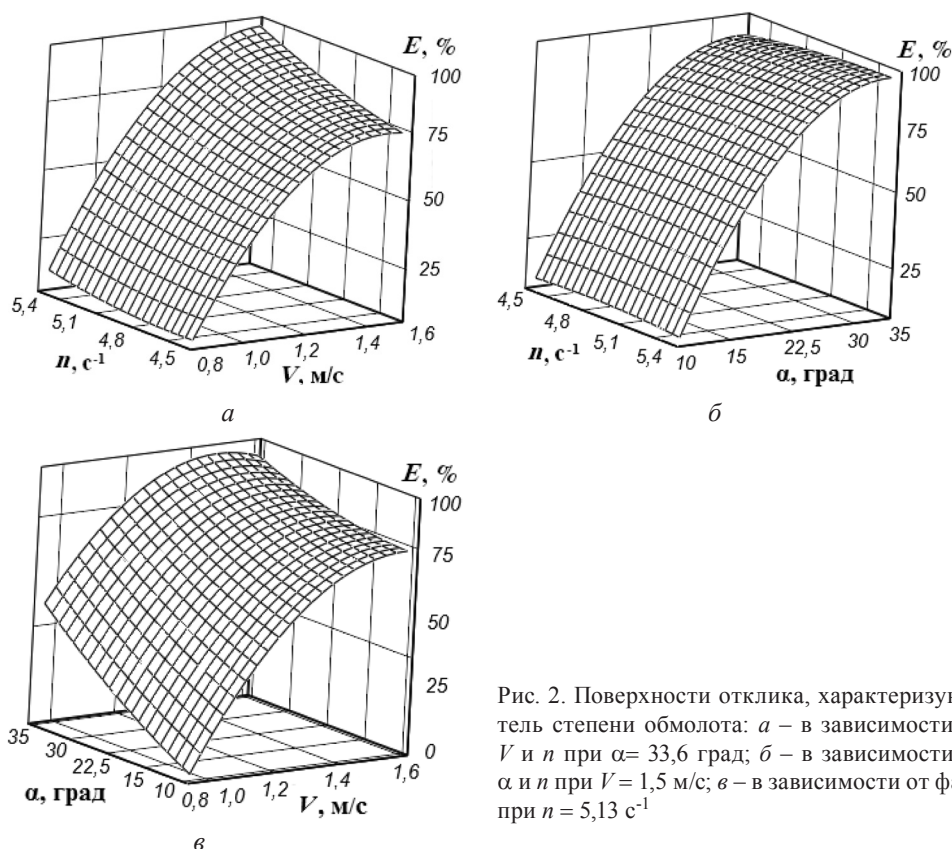 E, %
100
75
50
25
5,4
5,1
4,8
4,5
n, с-1
0,8
1,0
1,2
1,4
1,6
V, м/с
а
E, %
100
75
50
25
4,5
4,8
5,1
5,4
n, с-1
10
15
22,5
30
35
α, град
б
E, %
100
75
50
25
0
35
30
22,5
15
10
α, град
0,8
1,0
1,2
1,4
1,6
V, м/с
в
Рис. 2. Поверхности отклика, характеризую
тель степени обмолота: а – в зависимости
V и n при α= 33,6 град; б – в зависимости
α и n при V = 1,5 м/с; в – в зависимости от ф
при n = 5,13 с-1